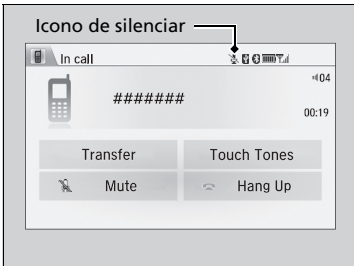 Icono de silenciar
In call
04
#######
00:19
Transfer
Touch Tones
Mute
Hang Up